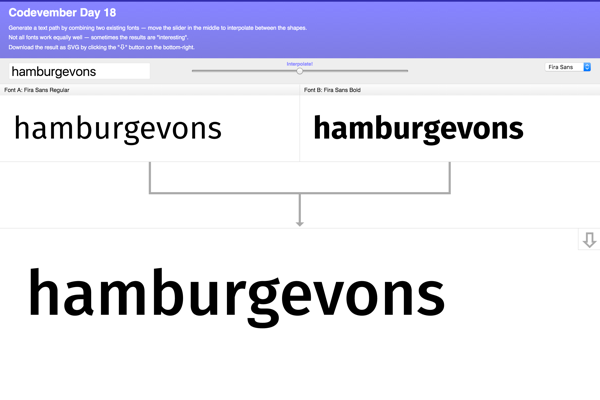 Codevember Day 18
Generate a text path by combining two existing fonts — move the slider in the middle to interpolate between the shapes.
Not all fonts work equally well — sometimes the results are "interesting".
Download the result as SVG by clicking the "⇩" button on the bottom-right.
Interpolate!
hamburgevons
Fira Sans
Font A: Fira Sans Regular
Font B: Fira Sans Bold
hamburgevons
hamburgevons
hamburgevons